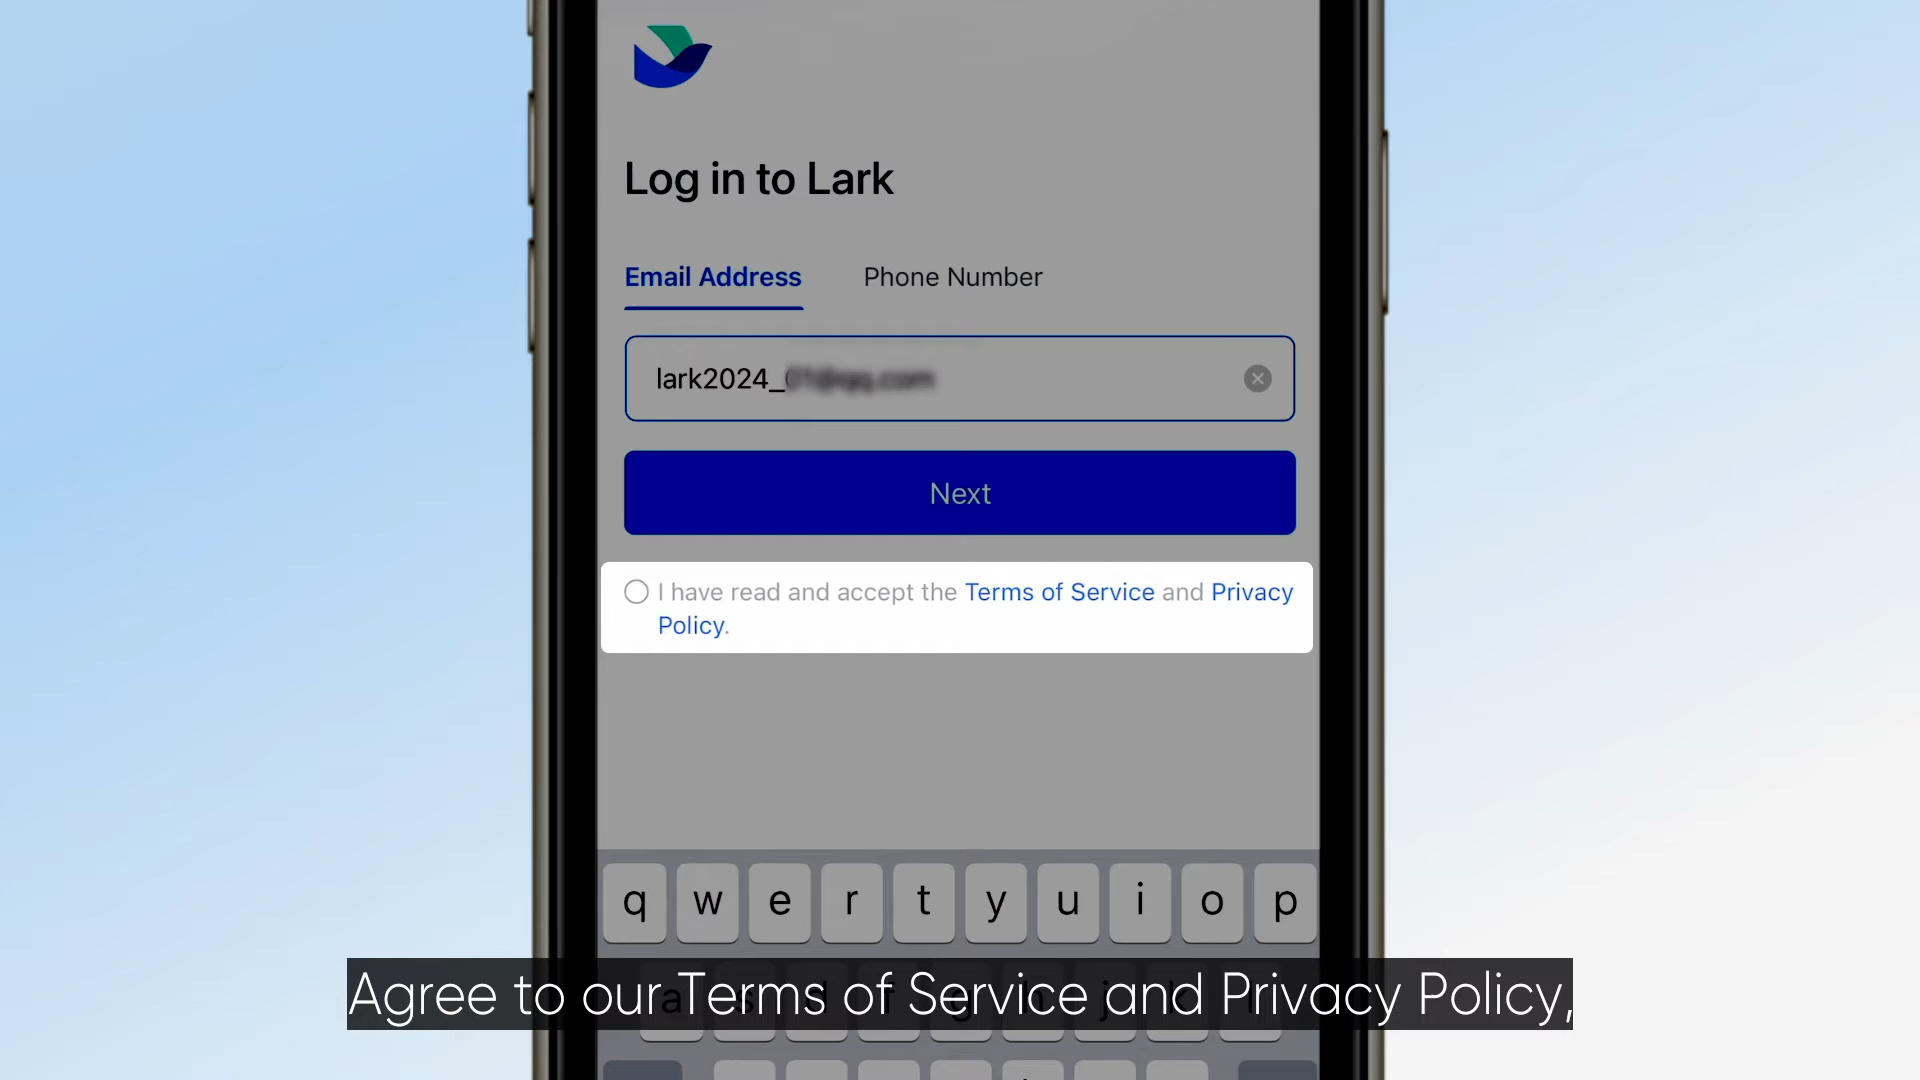 Log in to Lark
Email Address Phone Number
lark2024_
Next
I have read and accept the Terms of Service and Privacy
Policy.
q w e r t y u i o p
Agree to our Terms of Service and Privacy Policy,